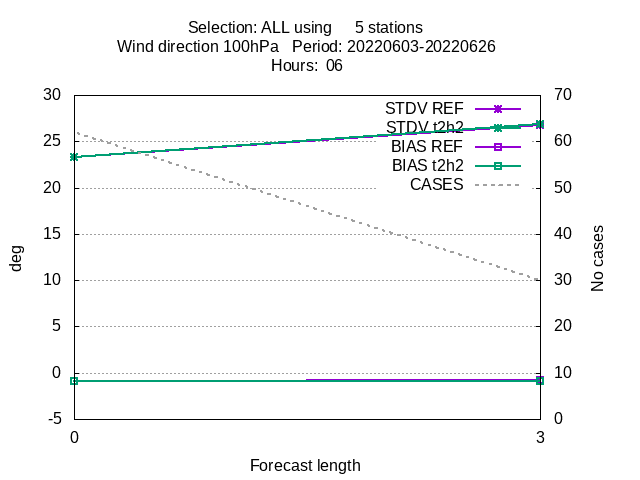 Selection: ALL using     5 stations
Wind direction 100hPa   Period: 20220603-20220626
Hours:  06
30
25
20
15
10
5
0
-5
70
60
50
40
30
20
10
0
STDV REF
STDV t2h2
BIAS REF
BIAS t2h2
CASES
deg
No cases
0
3
Forecast length